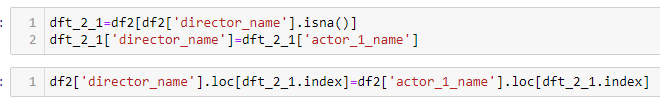 : 1 dft_2_1=df2[df2['director_name'].isna()]
2 dft_2_1['director_name']=dft_2_1['actor_1_name']
: 1 df2['director_name'].loc[dft_2_1.index]=df2['actor_1_name'].loc[dft_2_1.index]